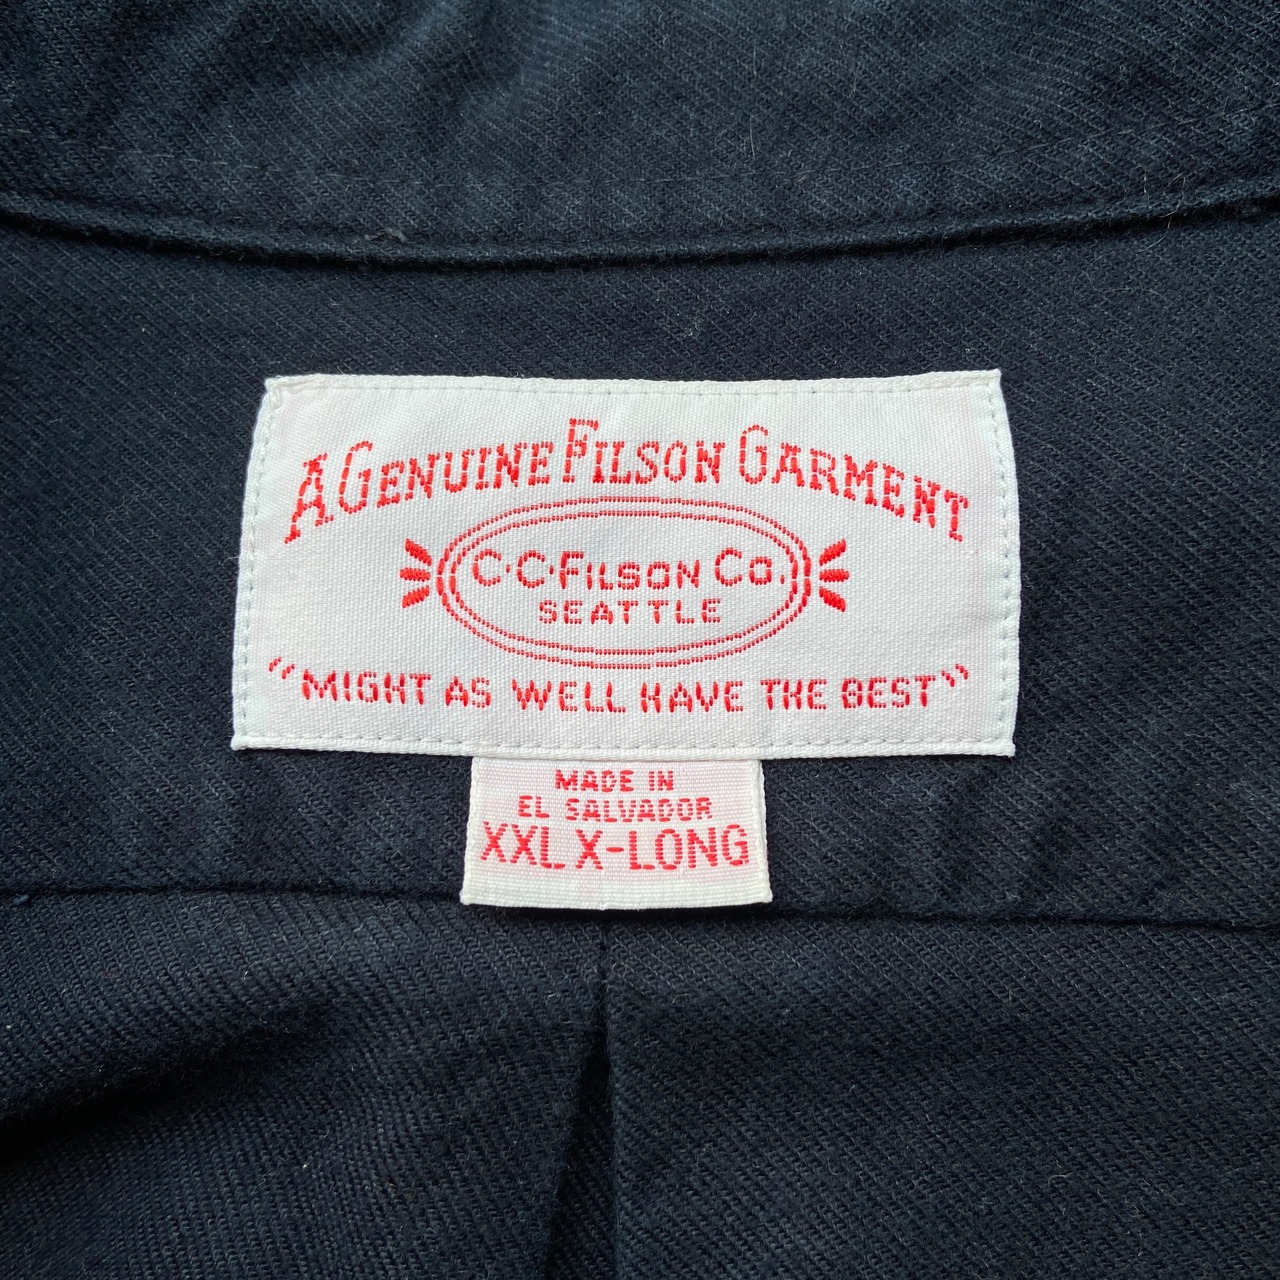 A GENUINE FILSON GARMENT
C·C·FILSON CO.
SEATTLE
"MIGHT AS WELL HAVE THE BEST"
MADE IN
EL SALVADOR
XXL X-LONG